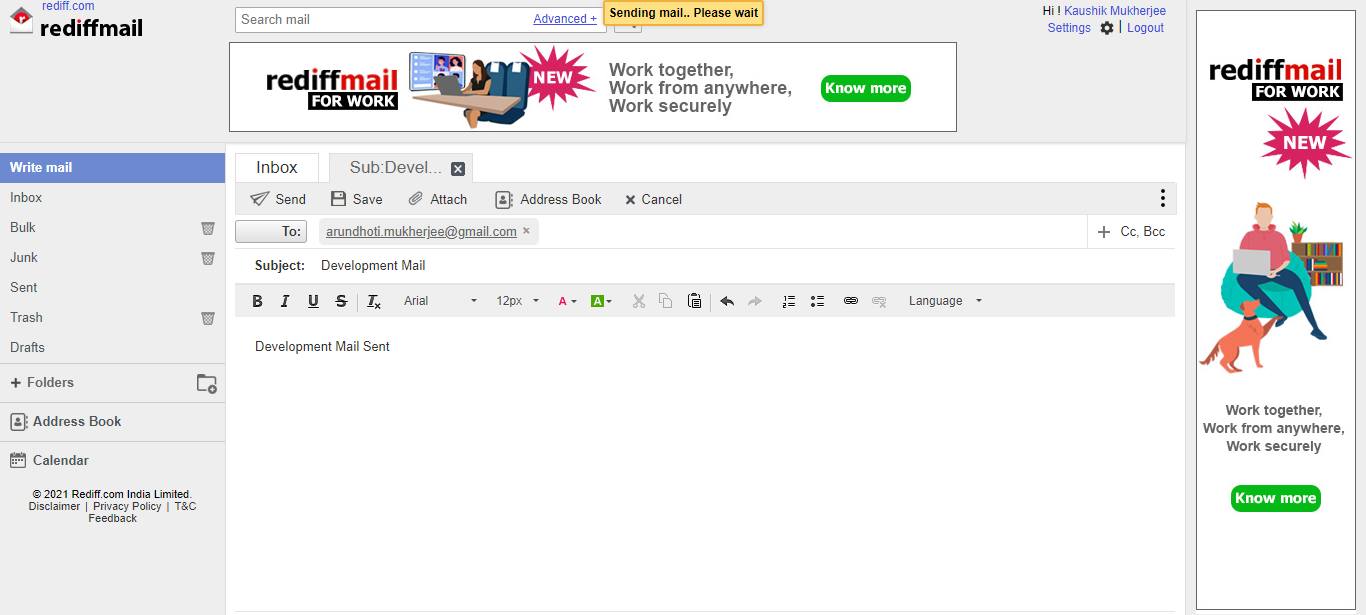 rediff.com
rediffmail
Search mail
Advanced +
Sending mail.. Please wait
Hi ! Kaushik Mukherjee
Settings | Logout
rediffmail
FOR WORK
NEW
Work together,
Work from anywhere,
Work securely
Know more
Write mail
Inbox
Bulk
Junk
Sent
Trash
Drafts
+ Folders
Address Book
Calendar
© 2021 Rediff.com India Limited.
Disclaimer | Privacy Policy | T&C
Feedback
Inbox
Sub:Devel...
Send
Save
Attach
Address Book
Cancel
To:
arundhoti.mukherjee@gmail.com ×
+ Cc, Bcc
Subject: Development Mail
B I U S Tx Arial 12px A A Language
Development Mail Sent
rediffmail
FOR WORK
NEW
Work together,
Work from anywhere,
Work securely
Know more